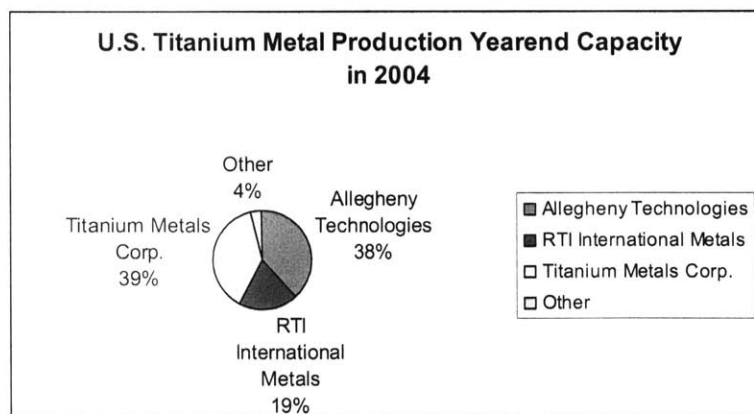 U.S. Titanium Metal Production Yearend Capacity
in 2004
Other
4%
Allegheny
Technologies
38%
Titanium Metals
Corp.
39%
RTI
International
Metals
19%
Allegheny Technologies
RTI International Metals
Titanium Metals Corp.
Other